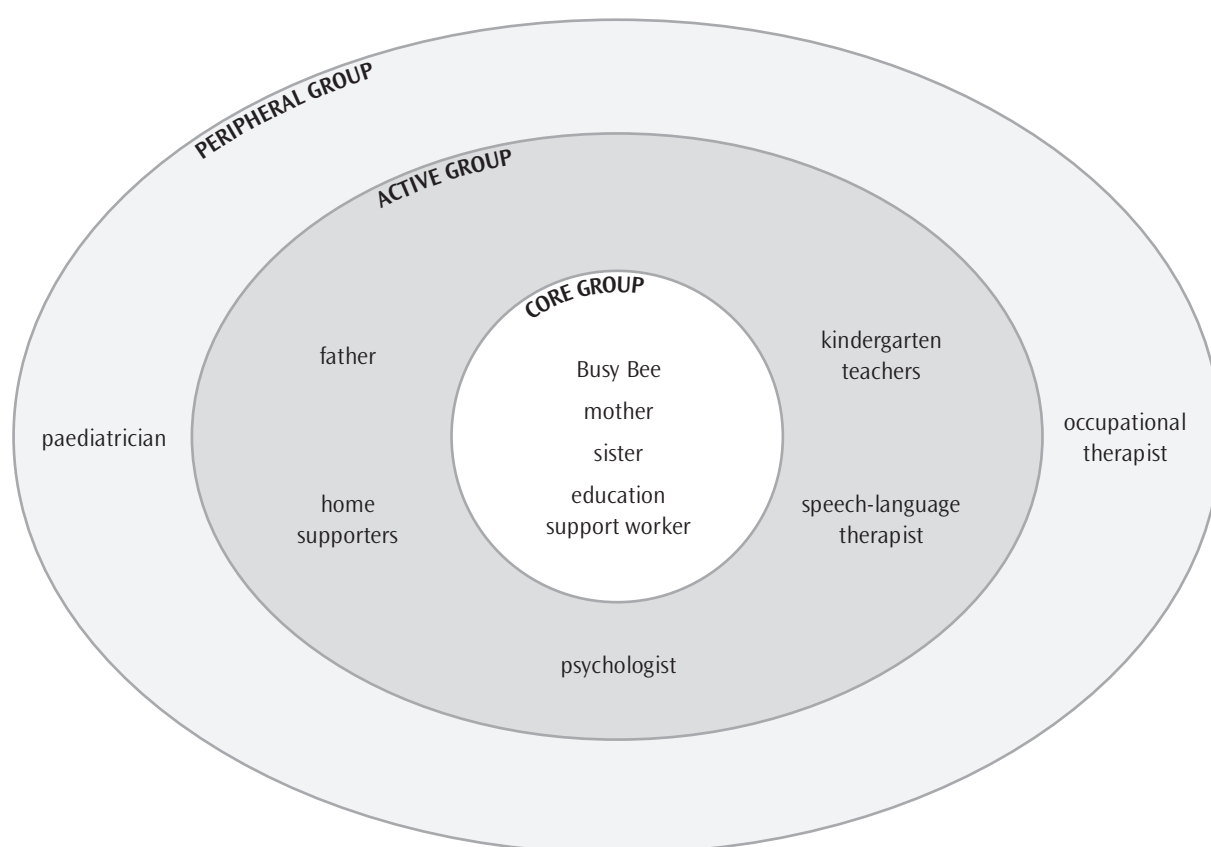 PERIPHERAL GROUP
ACTIVE GROUP
CORE GROUP
Busy Bee
mother
sister
education
support worker
father
home
supporters
kindergarten
teachers
speech-language
therapist
psychologist
paediatrician
occupational
therapist